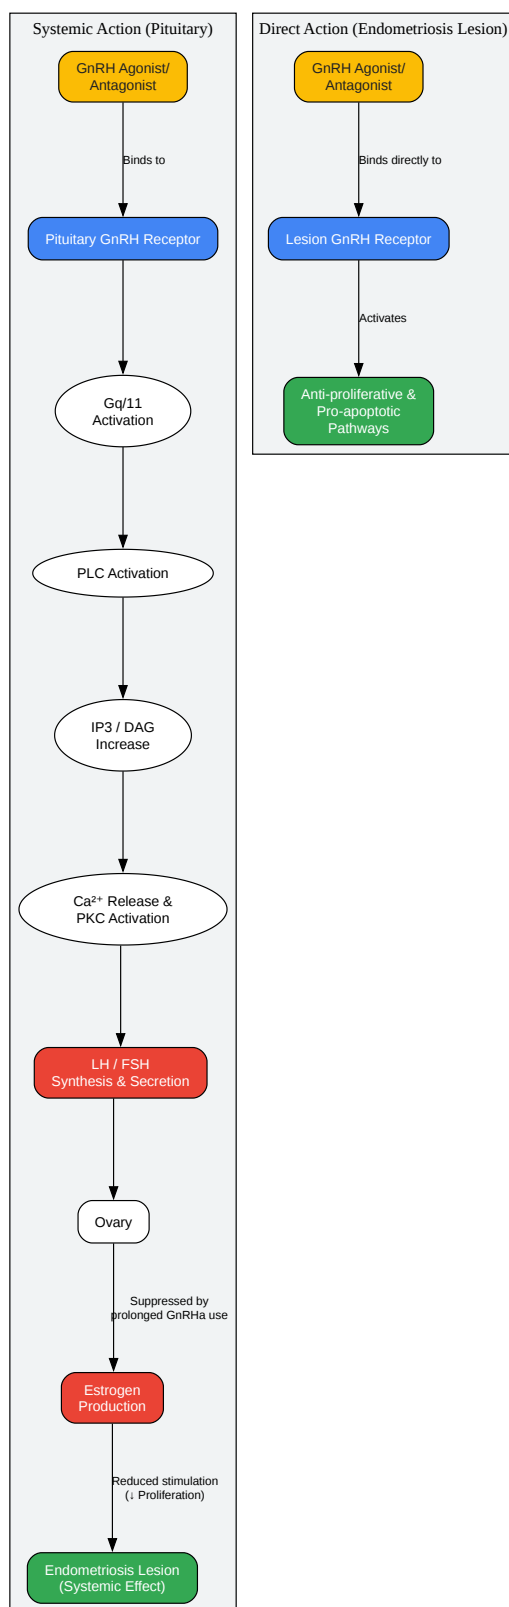 Systemic Action (Pituitary)
GnRH Agonist/
Antagonist
Binds to
Pituitary GnRH Receptor
Gq/11
Activation
PLC Activation
IP3 / DAG
Increase
Ca²⁺ Release &
PKC Activation
LH / FSH
Synthesis & Secretion
Ovary
Suppressed by
prolonged GnRHa use
Estrogen
Production
Reduced stimulation
(↓ Proliferation)
Endometriosis Lesion
(Systemic Effect)
Direct Action (Endometriosis Lesion)
GnRH Agonist/
Antagonist
Binds directly to
Lesion GnRH Receptor
Activates
Anti-proliferative &
Pro-apoptotic
Pathways